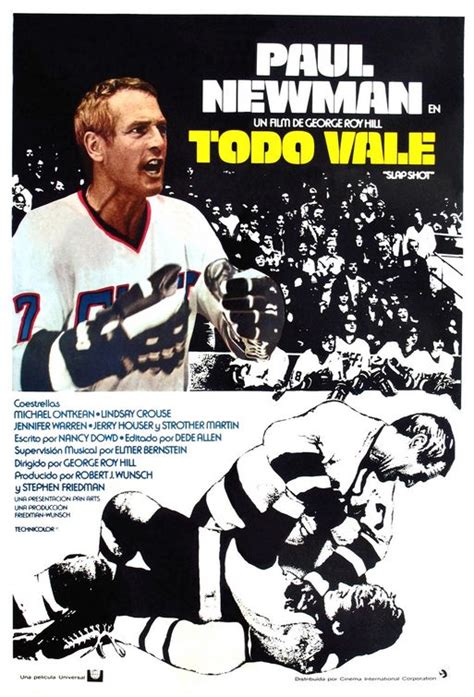 PAUL
NEWMAN EN
UN FILM DE GEORGE ROY HILL
TODO VALE
"SLAP SHOT"
7
8
Coestrellas
MICHAEL ONTKEAN • LINDSAY CROUSE
JENNIFER WARREN • JERRY HOUSER y STROTHER MARTIN
Escrito por NANCY DOWD • Editado por DEDE ALLEN
Supervisión Musical por ELMER BERNSTEIN
Dirigido por GEORGE ROY HILL
Producido por ROBERT J. WUNSCH
y STEPHEN FRIEDMAN
UNA PRESENTACION PAN ARTS
UNA PRODUCCIÓN
FRIEDMAN-WUNSCH
TECHNICOLOR
Una película Universal
Distribuida por Cinema International Corporation